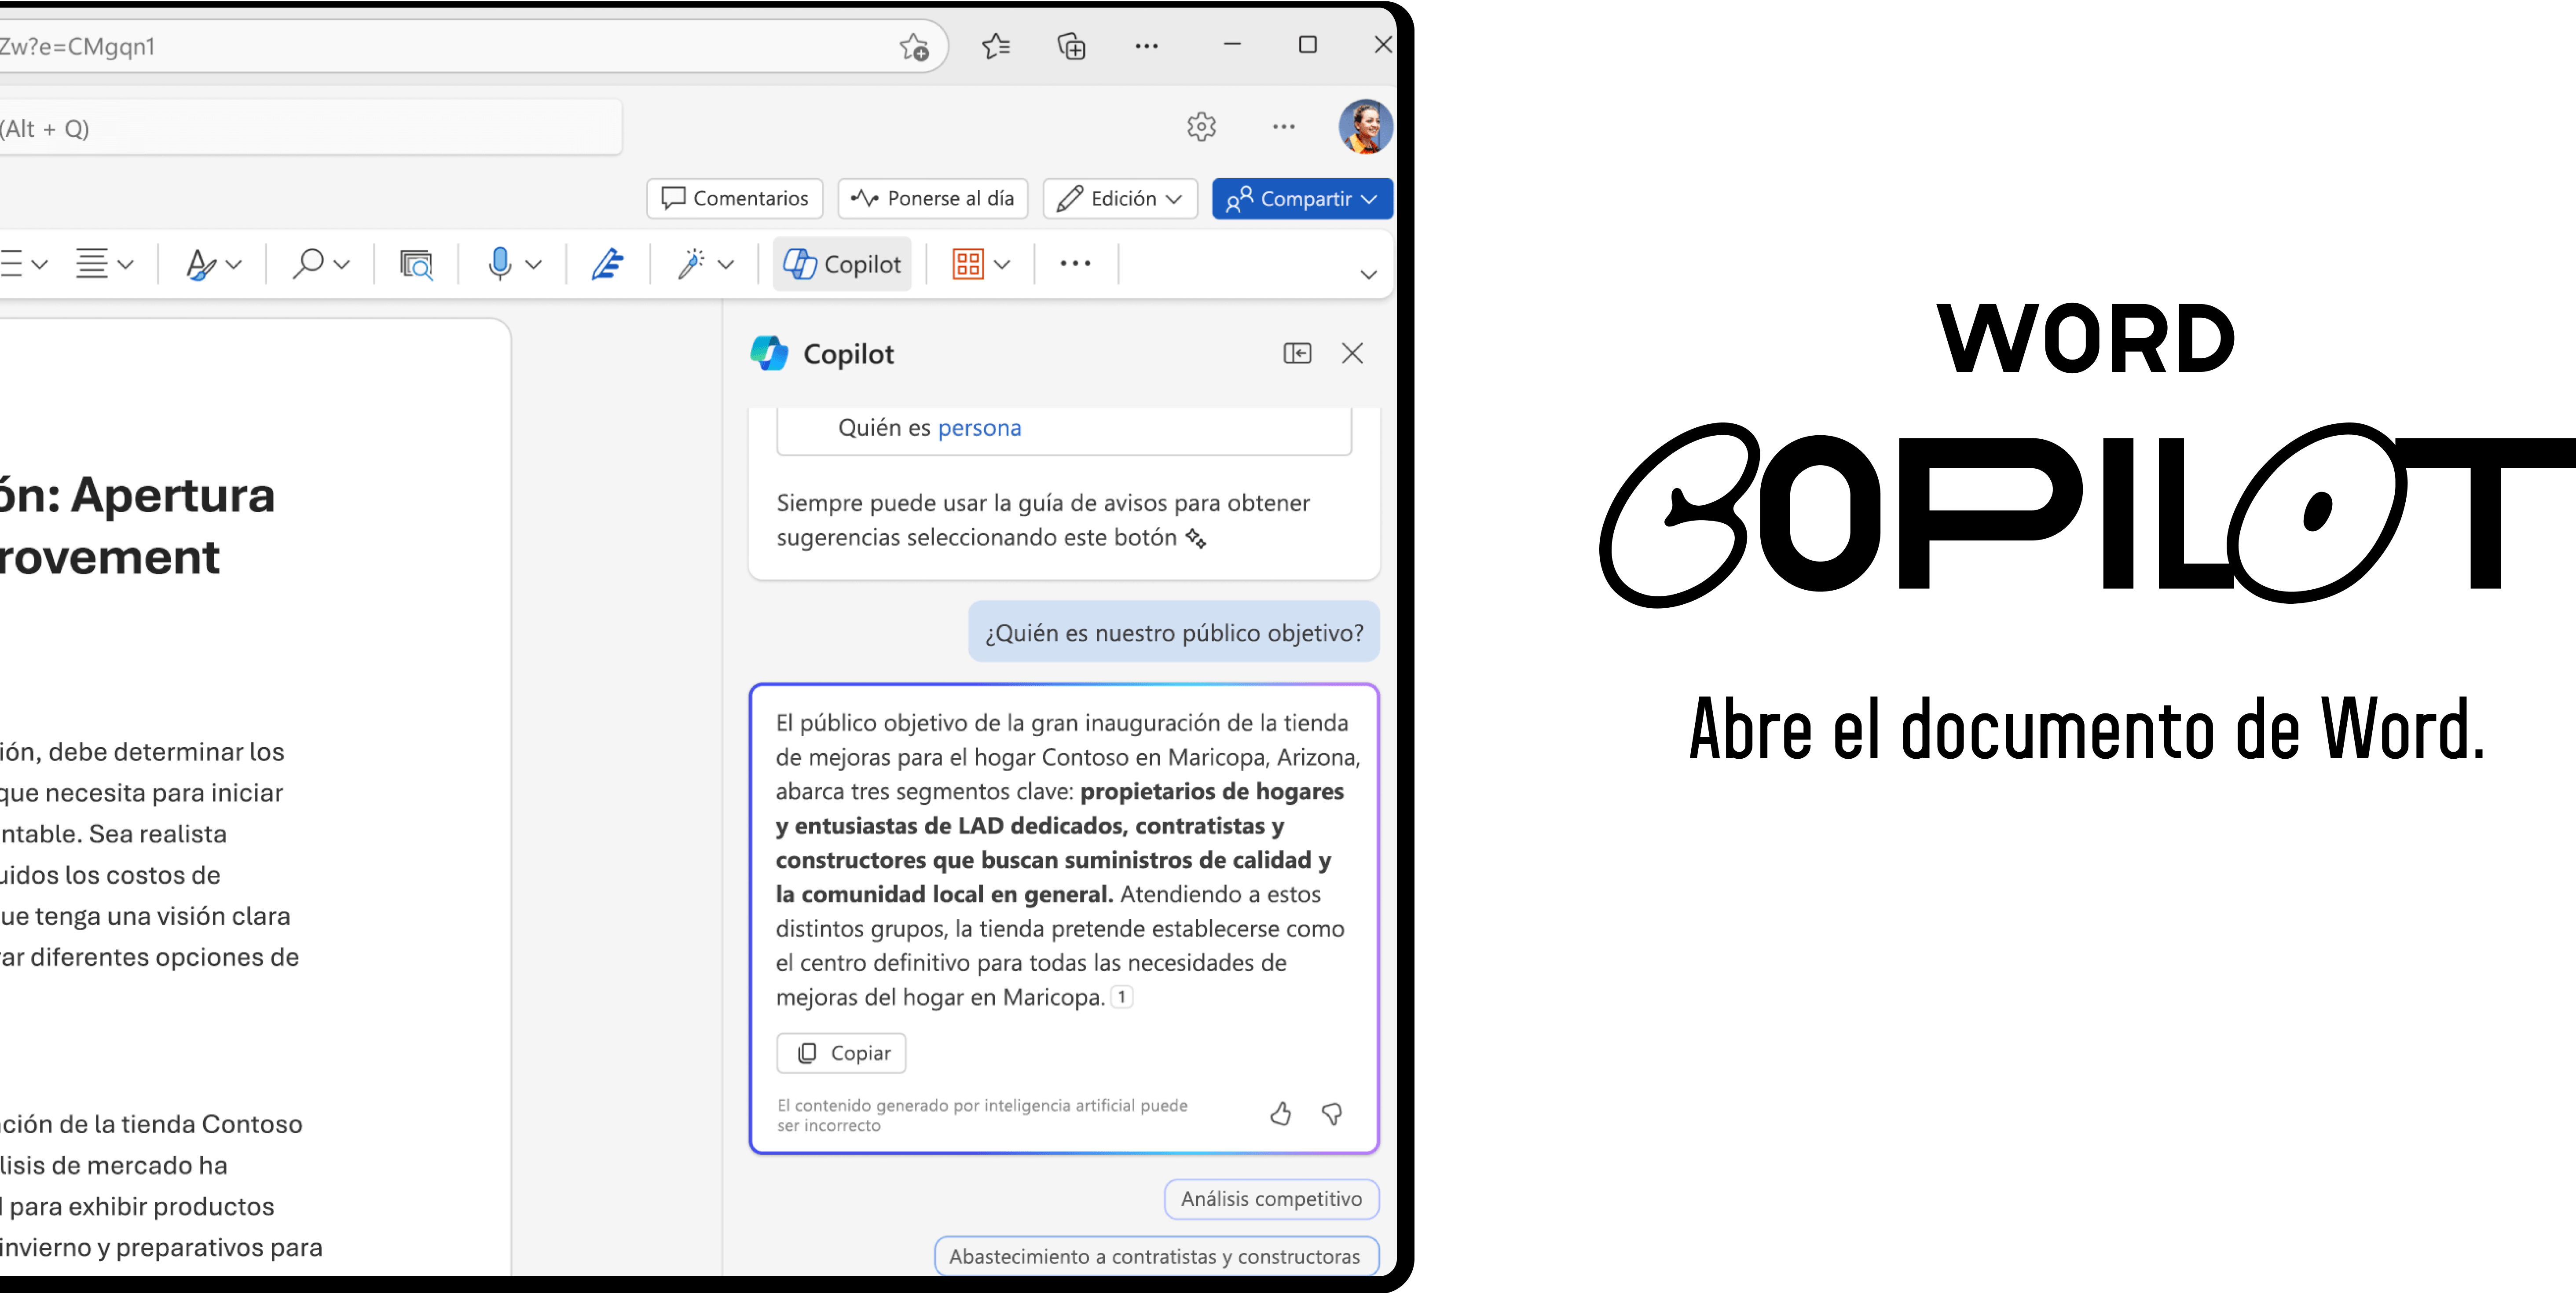 Zw?e=CMgqn1
(Alt + Q)
Comentarios
Ponerse al día
Edición
Compartir
Copilot
ón: Apertura
rovement
ión, debe determinar los
que necesita para iniciar
ntable. Sea realista
uidos los costos de
ue tenga una visión clara
ar diferentes opciones de
ción de la tienda Contoso
lisis de mercado ha
l para exhibir productos
invierno y preparativos para
Copilot
Quién es persona
Siempre puede usar la guía de avisos para obtener
sugerencias seleccionando este botón
¿Quién es nuestro público objetivo?
El público objetivo de la gran inauguración de la tienda
de mejoras para el hogar Contoso en Maricopa, Arizona,
abarca tres segmentos clave: propietarios de hogares
y entusiastas de LAD dedicados, contratistas y
constructores que buscan suministros de calidad y
la comunidad local en general. Atendiendo a estos
distintos grupos, la tienda pretende establecerse como
el centro definitivo para todas las necesidades de
mejoras del hogar en Maricopa. 1
Copiar
El contenido generado por inteligencia artificial puede
ser incorrecto
Análisis competitivo
Abastecimiento a contratistas y constructoras
WORD
COPILOT
Abre el documento de Word.